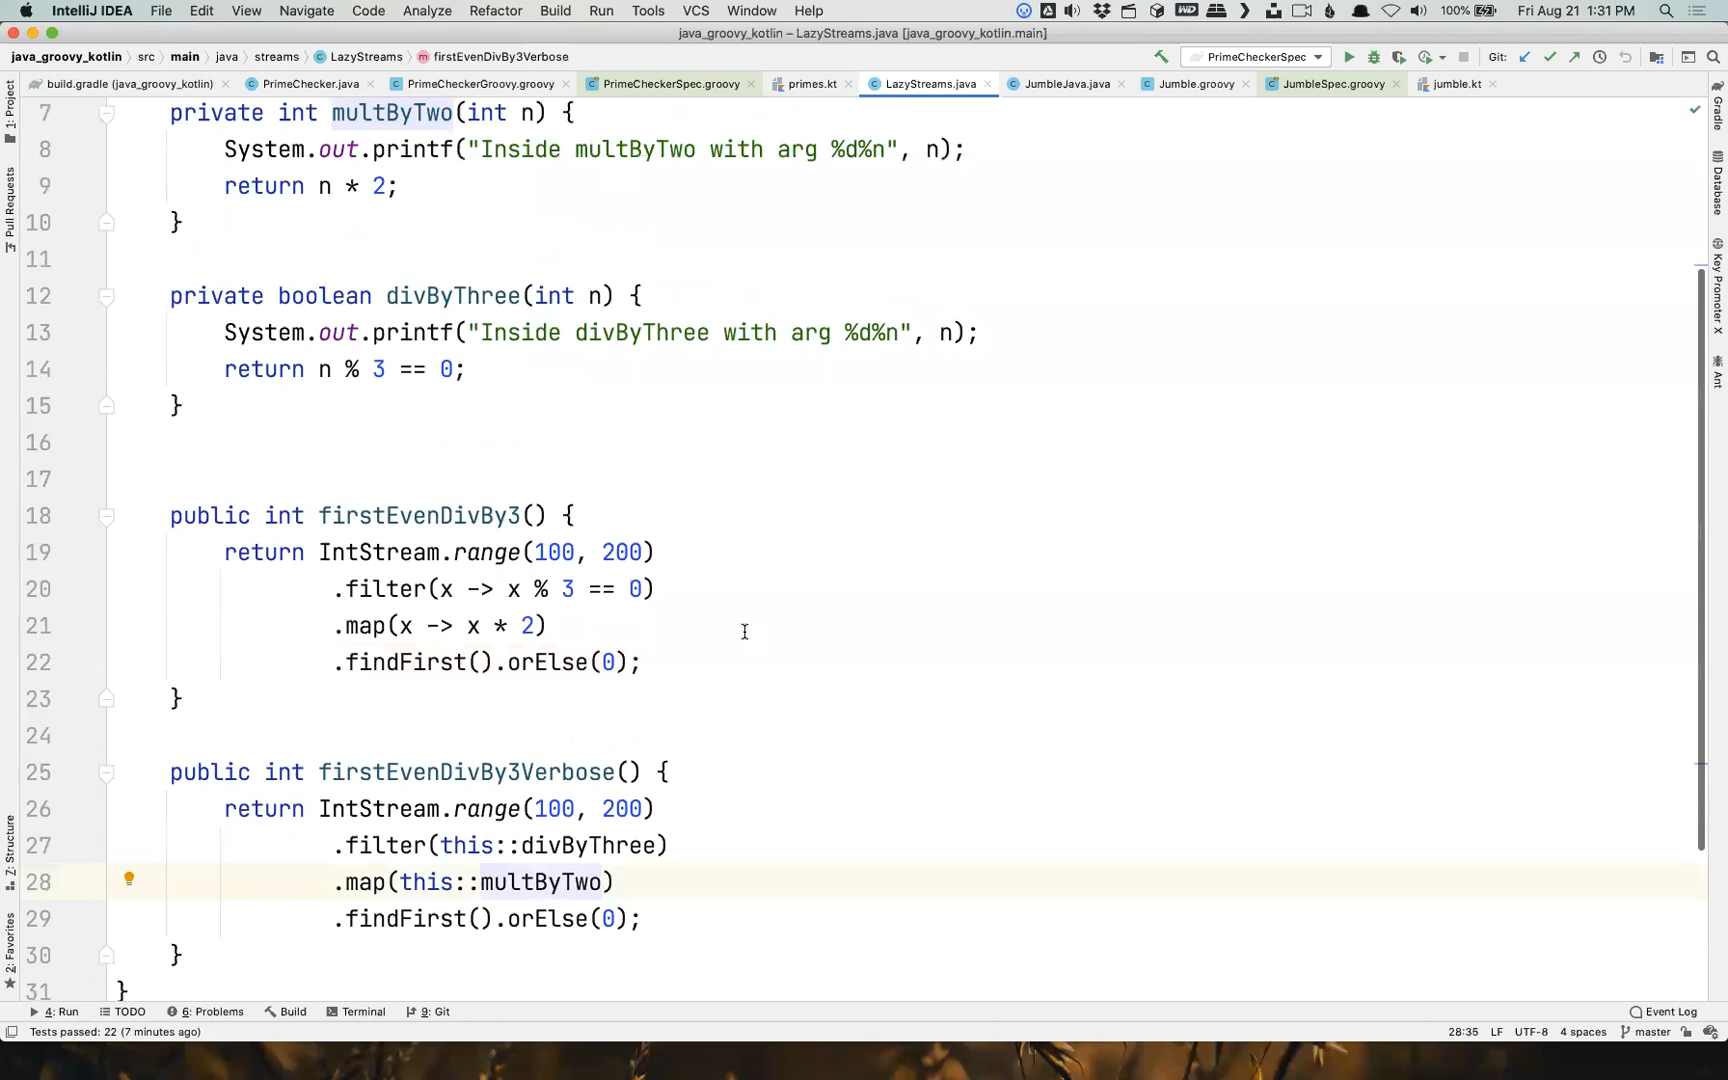 IntelliJ IDEA File Edit View Navigate Code Analyze Refactor Build Run Tools VCS Window Help 100% Fri Aug 21 1:31 PM
java_groovy_kotlin – LazyStreams.java [java_groovy_kotlin.main]
java_groovy_kotlin src main java streams LazyStreams firstEvenDivBy3Verbose PrimeCheckerSpec Git:
build.gradle (java_groovy_kotlin) PrimeChecker.java PrimeCheckerGroovy.groovy PrimeCheckerSpec.groovy primes.kt LazyStreams.java JumbleJava.java Jumble.groovy JumbleSpec.groovy jumble.kt
1: Project
Pull Requests
Z: Structure
2: Favorites
7 private int multByTwo(int n) {
8 System.out.printf("Inside multByTwo with arg %d%n", n);
9 return n * 2;
10 }
11
12 private boolean divByThree(int n) {
13 System.out.printf("Inside divByThree with arg %d%n", n);
14 return n % 3 == 0;
15 }
16
17
18 public int firstEvenDivBy3() {
19 return IntStream.range(100, 200)
20 .filter(x -> x % 3 == 0)
21 .map(x -> x * 2)
22 .findFirst().orElse(0);
23 }
24
25 public int firstEvenDivBy3Verbose() {
26 return IntStream.range(100, 200)
27 .filter(this::divByThree)
28 .map(this::multByTwo)
29 .findFirst().orElse(0);
30 }
31 }
Gradle
Database
Key Promoter X
Ant
4: Run TODO 6: Problems Build Terminal 9: Git Event Log
Tests passed: 22 (7 minutes ago) 28:35 LF UTF-8 4 spaces master